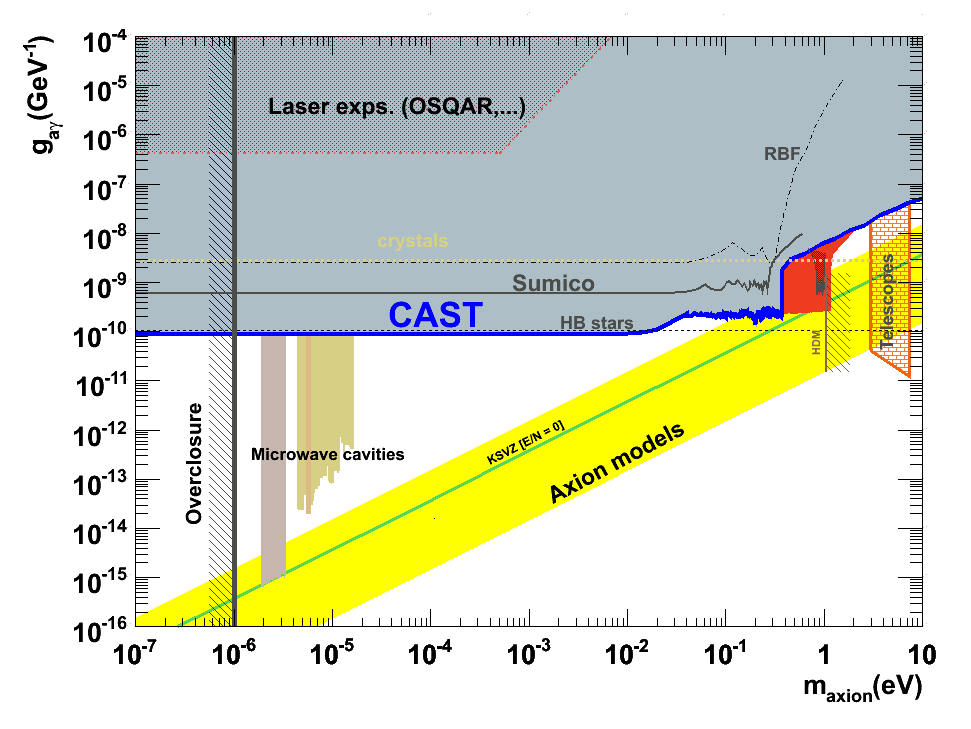 10-4
10-5
10-6
10-7
10-8
10-9
10-10
10-11
10-12
10-13
10-14
10-15
10-16
gaγ(GeV-1)
Laser exps. (OSQAR,...)
RBF
crystals
Sumico
CAST
HB stars
HDM
Telescopes
Overclosure
Microwave cavities
KSVZ [E/N = 0]
Axion models
10-7
10-6
10-5
10-4
10-3
10-2
10-1
1
10
maxion(eV)